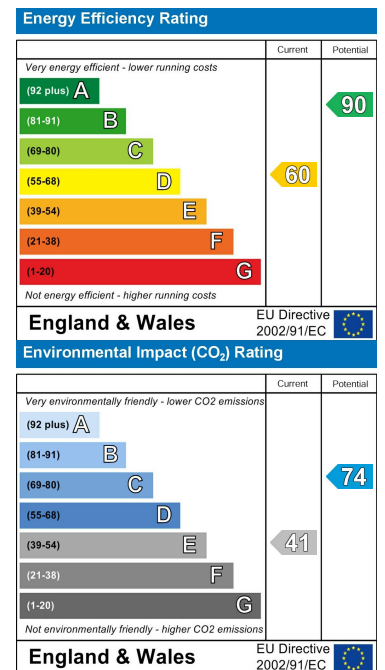 Energy Efficiency Rating
Current Potential
Very energy efficient - lower running costs
(92 plus) A
(81-91) B
(69-80) C
(55-68) D
(39-54) E
(21-38) F
(1-20) G
60
90
Not energy efficient - higher running costs
England & Wales
EU Directive
2002/91/EC
Environmental Impact (CO₂) Rating
Current Potential
Very environmentally friendly - lower CO2 emissions
(92 plus) A
(81-91) B
(69-80) C
(55-68) D
(39-54) E
(21-38) F
(1-20) G
41
74
Not environmentally friendly - higher CO2 emissions
England & Wales
EU Directive
2002/91/EC